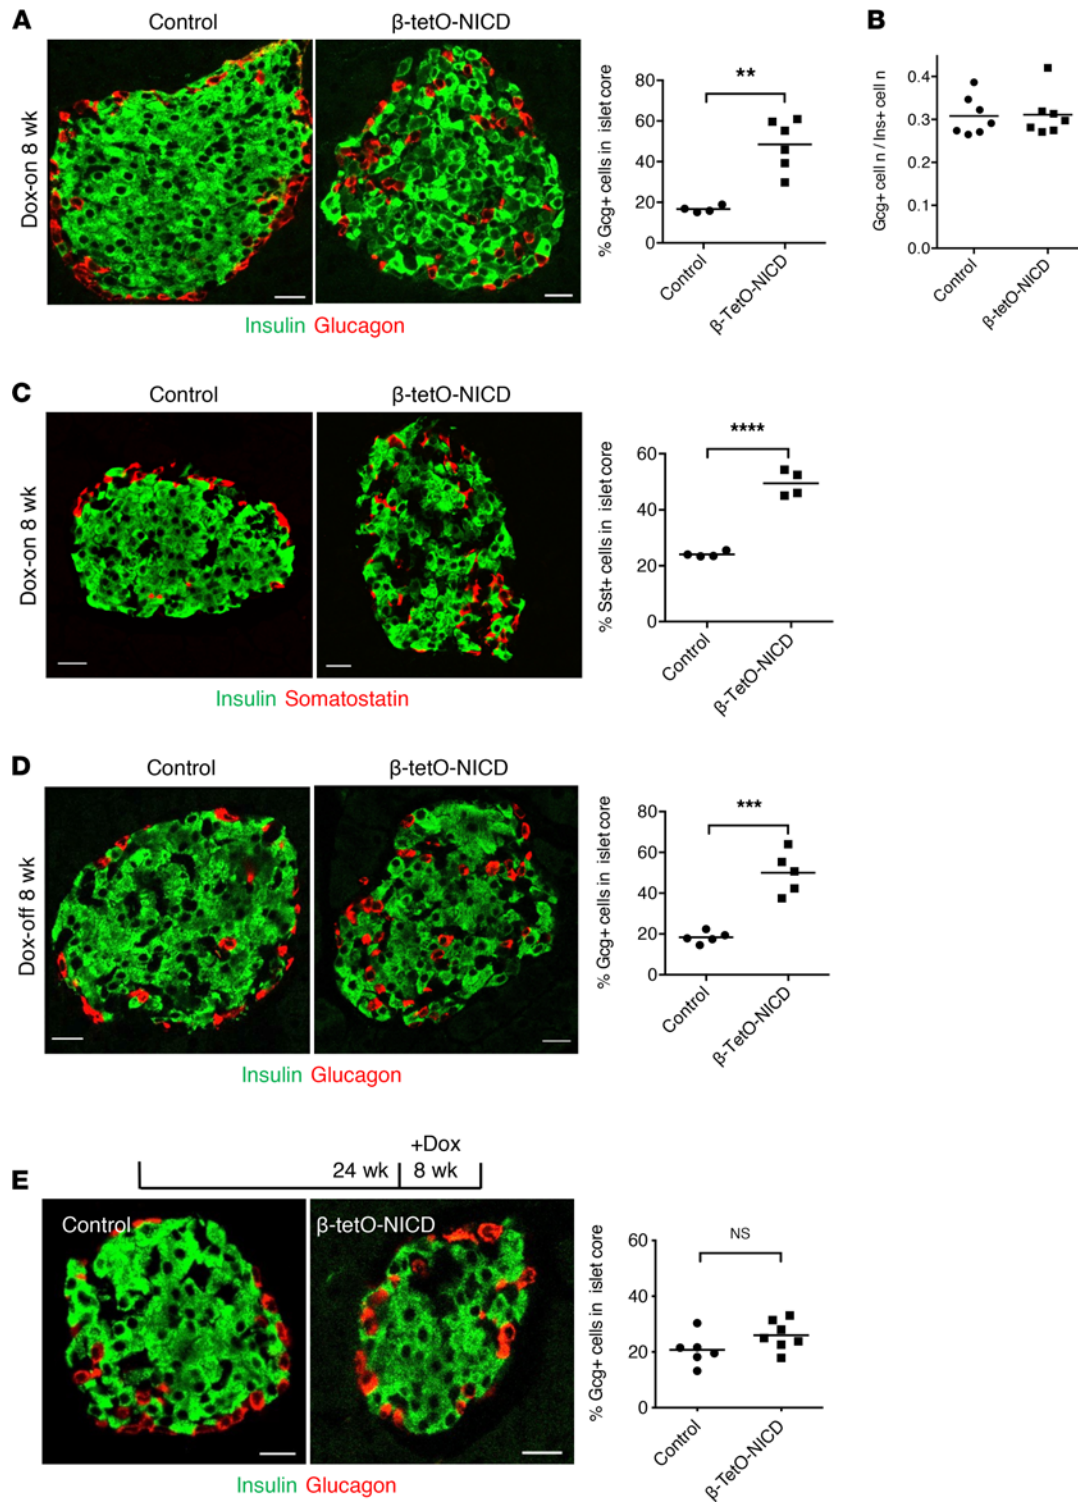 A
Control
β-tetO-NICD
Dox-on 8 wk
Insulin Glucagon
% Gcg+ cells in islet core
80
60
40
20
0
**
Control
β-TetO-NICD
B
Gcg+ cell n / Ins+ cell n
0.4
0.3
0.2
0.1
0.0
Control
β-tetO-NICD
C
Control
β-tetO-NICD
Dox-on 8 wk
Insulin Somatostatin
% Sst+ cells in islet core
60
40
20
0
****
Control
β-TetO-NICD
D
Control
β-tetO-NICD
Dox-off 8 wk
Insulin Glucagon
% Gcg+ cells in islet core
80
60
40
20
0
***
Control
β-TetO-NICD
E
+Dox
24 wk
8 wk
Control
β-tetO-NICD
Insulin Glucagon
% Gcg+ cells in islet core
60
40
20
0
NS
Control
β-TetO-NICD